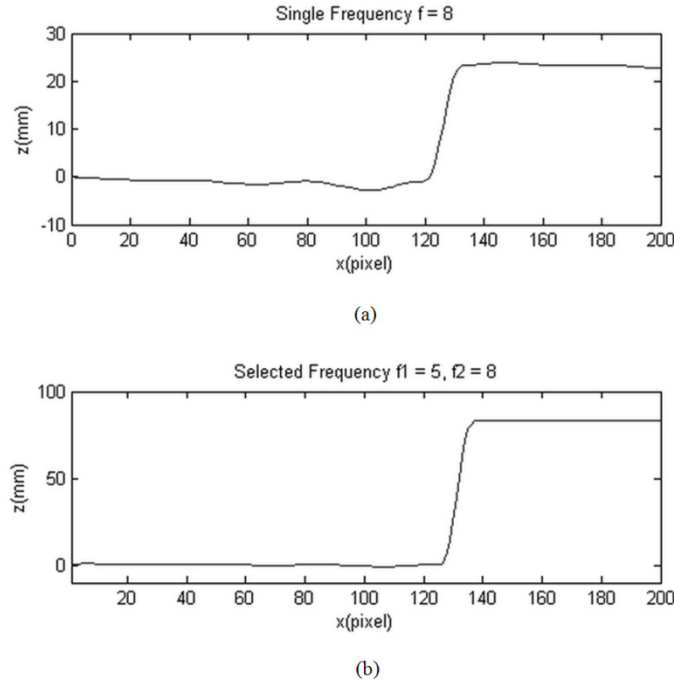 Single Frequency f = 8
30
20
10
0
-10
z(mm)
0 20 40 60 80 100 120 140 160 180 200
x(pixel)
(a)
Selected Frequency f1 = 5, f2 = 8
100
50
0
z(mm)
20 40 60 80 100 120 140 160 180 200
x(pixel)
(b)